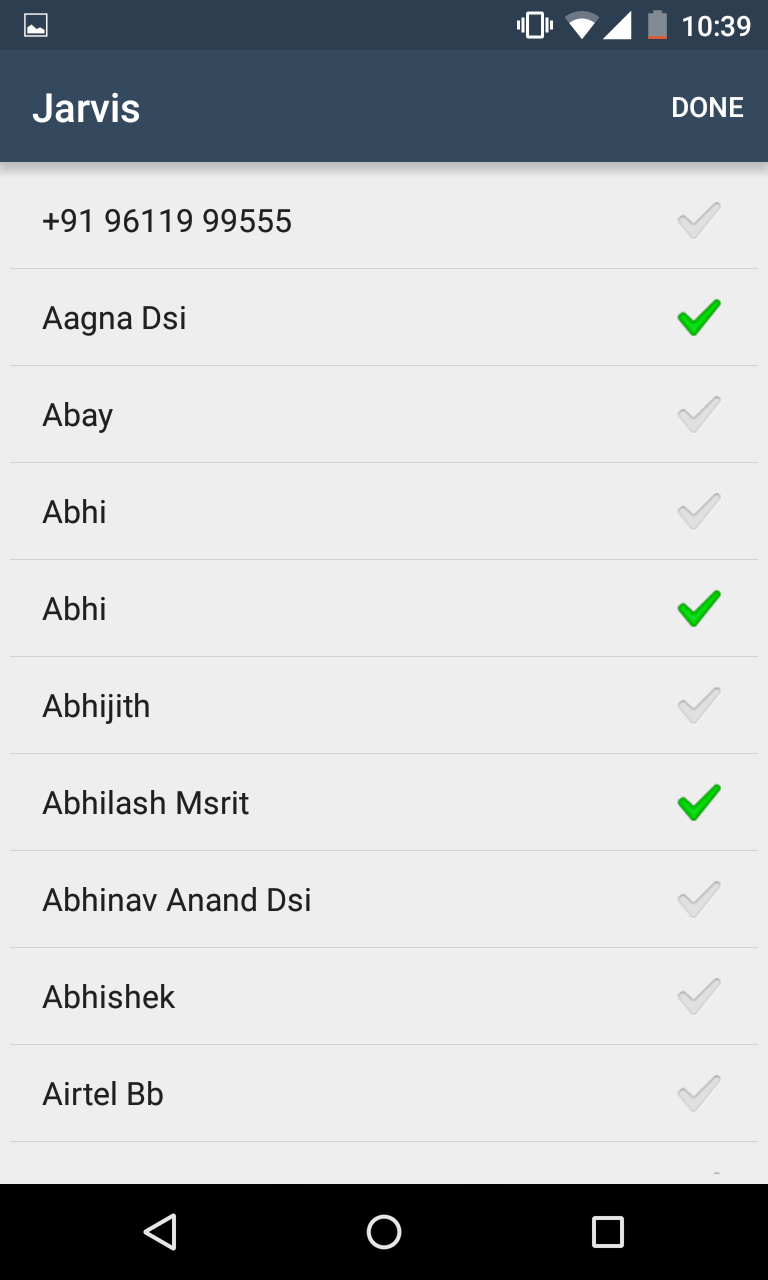 10:39
Jarvis DONE
+91 96119 99555
Aagna Dsi
Abay
Abhi
Abhi
Abhijith
Abhilash Msrit
Abhinav Anand Dsi
Abhishek
Airtel Bb